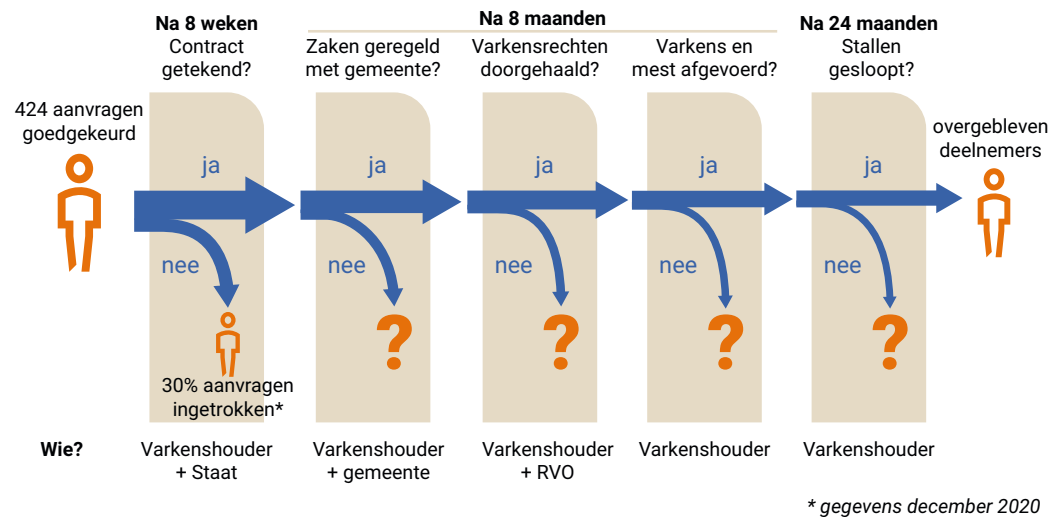 Na 8 weken
Contract
getekend?
Na 8 maanden
Zaken geregeld
met gemeente?
Varkensrechten
doorgehaald?
Varkens en
mest afgevoerd?
Na 24 maanden
Stallen
gesloopt?
424 aanvragen
goedgekeurd
ja
ja
ja
ja
ja
overgebleven
deelnemers
nee
nee
nee
nee
nee
?
?
?
?
30% aanvragen
ingetrokken*
Wie?
Varkenshouder
+ Staat
Varkenshouder
+ gemeente
Varkenshouder
+ RVO
Varkenshouder
Varkenshouder
* gegevens december 2020